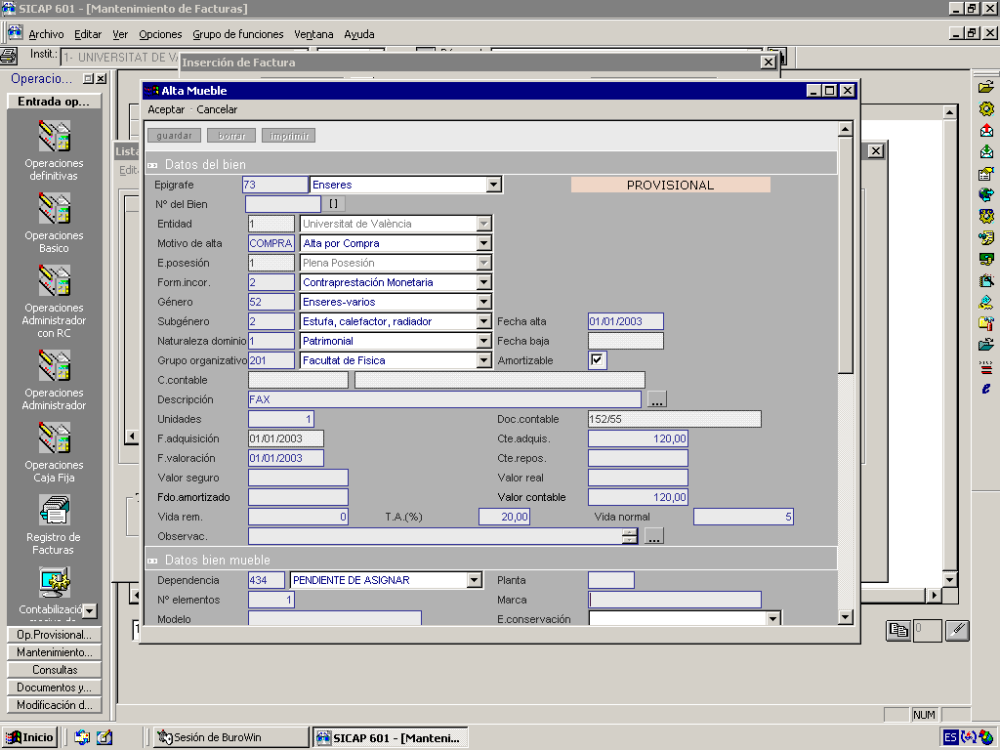 SICAP 601 - [Mantenimiento de Facturas]
Archivo Editar Ver Opciones Grupo de funciones Ventana Ayuda
Instit.: 1- UNIVERSITAT DE VA
Inserción de Factura
Operacio...
Entrada op...
Operaciones definitivas
Operaciones Basico
Operaciones Administrador con RC
Operaciones Administrador
Operaciones Caja Fija
Registro de Facturas
Contabilizació
Op.Provisional...
Mantenimiento...
Consultas
Documentos y...
Modificación d...
Lista
Edit
Alta Mueble
Aceptar Cancelar
guardar borrar imprimir
Datos del bien
Epigrafe 73 Enseres PROVISIONAL
Nº del Bien []
Entidad 1 Universitat de València
Motivo de alta COMPRA Alta por Compra
E.posesión 1 Plena Posesión
Form.incor. 2 Contraprestación Monetaria
Género 52 Enseres-varios
Subgénero 2 Estufa, calefactor, radiador Fecha alta 01/01/2003
Naturaleza dominio 1 Patrimonial Fecha baja
Grupo organizativo 201 Facultat de Física Amortizable
C.contable
Descripción FAX ...
Unidades 1 Doc.contable 152/55
F.adquisición 01/01/2003 Cte.adquis. 120,00
F.valoración 01/01/2003 Cte.repos.
Valor seguro Valor real
Fdo.amortizado Valor contable 120,00
Vida rem. 0 T.A.(%) 20,00 Vida normal 5
Observac. ...
Datos bien mueble
Dependencia 434 PENDIENTE DE ASIGNAR Planta
Nº elementos 1 Marca
Modelo E.conservación
0
NUM
Inicio Sesión de BuroWin SICAP 601 - [Manteni... ES